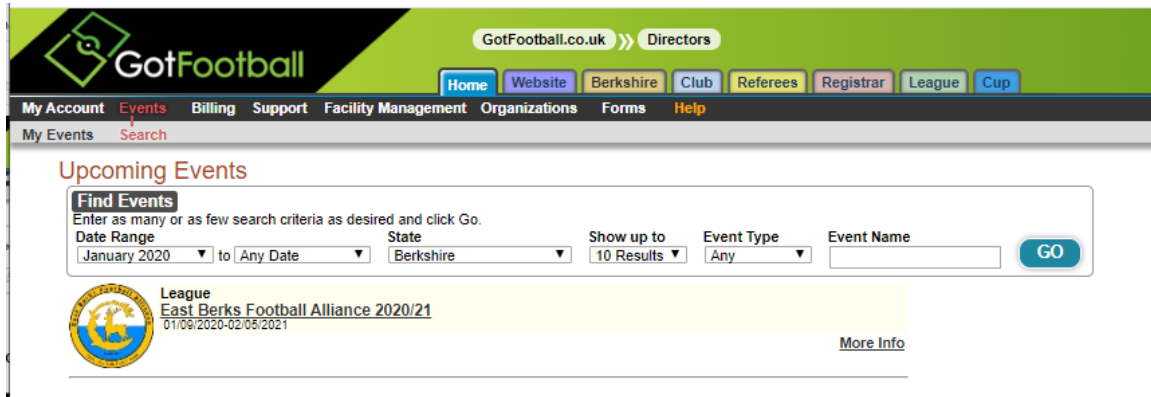 GotFootball
GotFootball.co.uk » Directors
Home Website Berkshire Club Referees Registrar League Cup
My Account Events Billing Support Facility Management Organizations Forms Help
My Events Search
Upcoming Events
Find Events
Enter as many or as few search criteria as desired and click Go.
Date Range State Show up to Event Type Event Name
January 2020 to Any Date Berkshire 10 Results Any GO
League
East Berks Football Alliance 2020/21
01/09/2020-02/05/2021
More Info